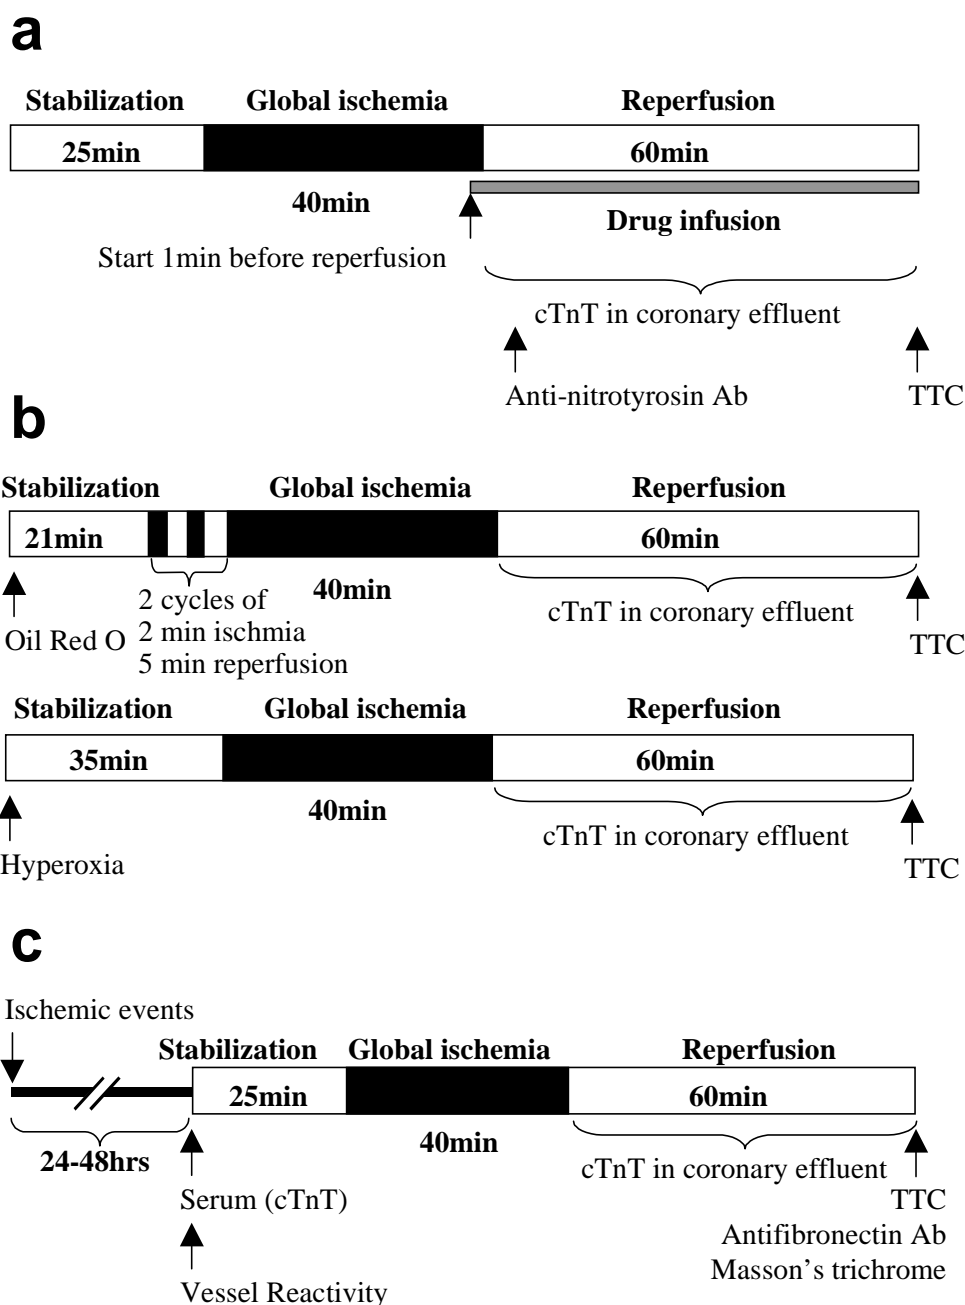 a
Stabilization Global ischemia Reperfusion
25min 60min
40min
Drug infusion
Start 1min before reperfusion
cTnT in coronary effluent
Anti-nitrotyrosin Ab TTC
b
Stabilization Global ischemia Reperfusion
21min 60min
40min
2 cycles of
2 min ischmia
5 min reperfusion
cTnT in coronary effluent
Oil Red O TTC
Stabilization Global ischemia Reperfusion
35min 60min
40min
cTnT in coronary effluent
Hyperoxia TTC
c
Ischemic events
Stabilization Global ischemia Reperfusion
25min 60min
40min
24-48hrs
cTnT in coronary effluent
Serum (cTnT) TTC
Antifibronectin Ab
Masson's trichrome
Vessel Reactivity